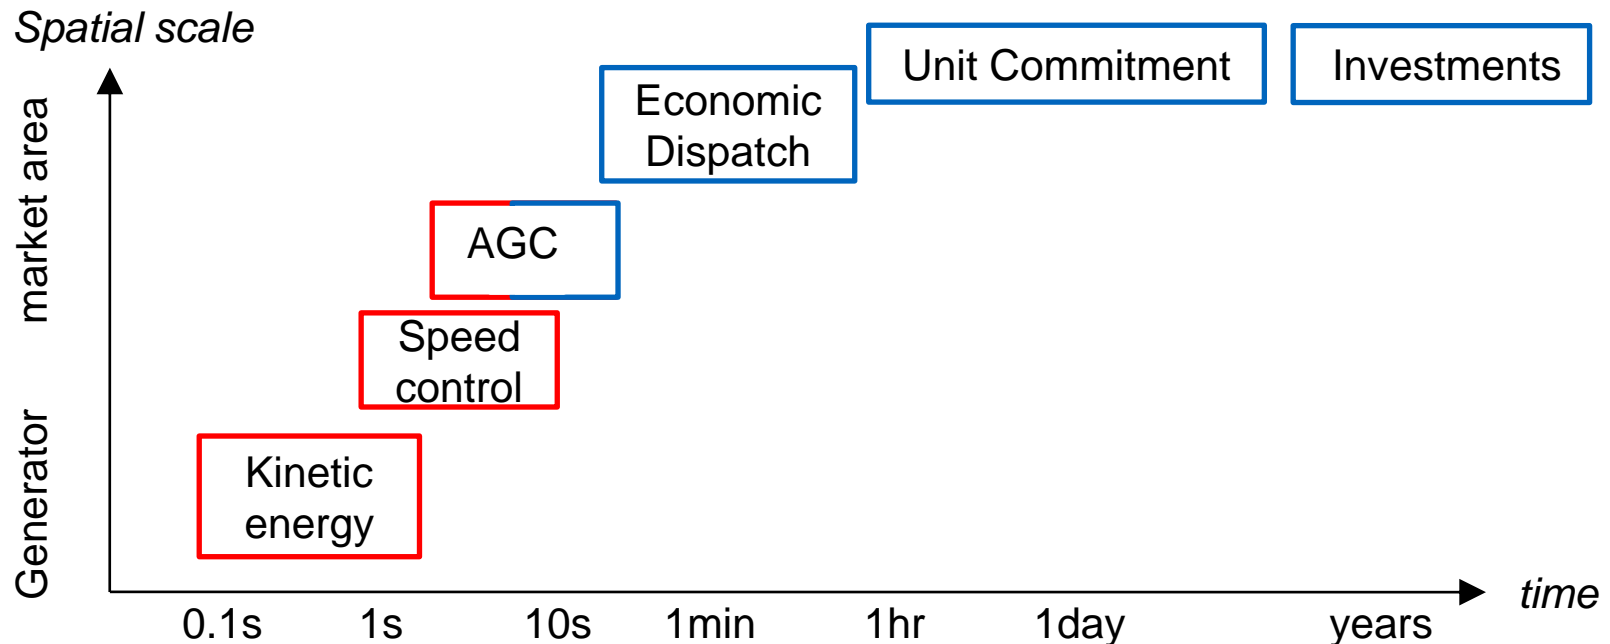 Spatial scale
Unit Commitment
Investments
Economic
Dispatch
market area
AGC
Speed
control
Generator
Kinetic
energy
time
0.1s
1s
10s
1min
1hr
1day
years